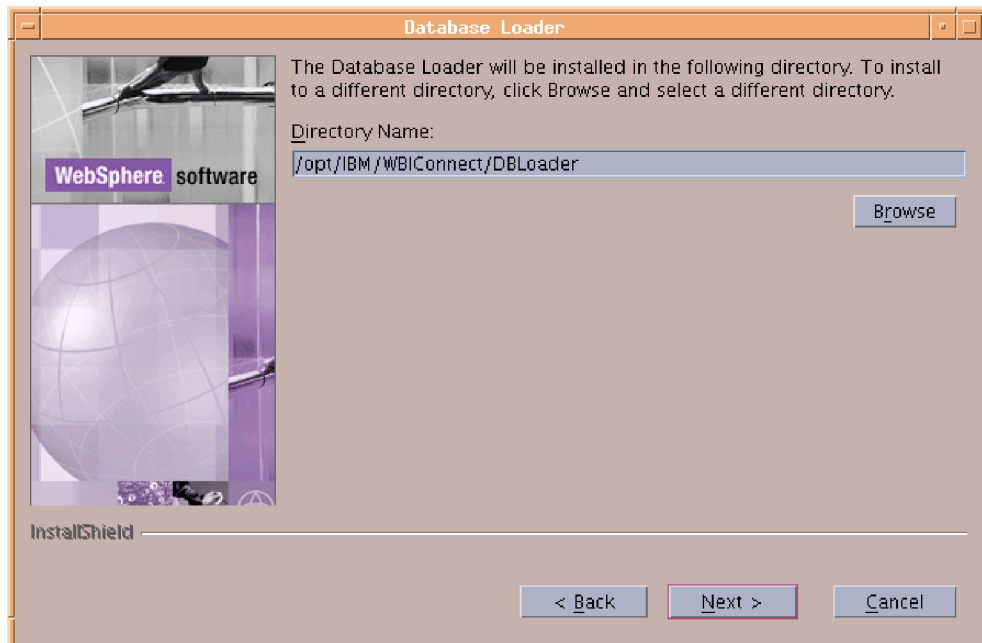 Database Loader
The Database Loader will be installed in the following directory. To install
to a different directory, click Browse and select a different directory.
Directory Name:
/opt/IBM/WBIConnect/DBLoader
WebSphere software
Browse
InstallShield
< Back
Next >
Cancel